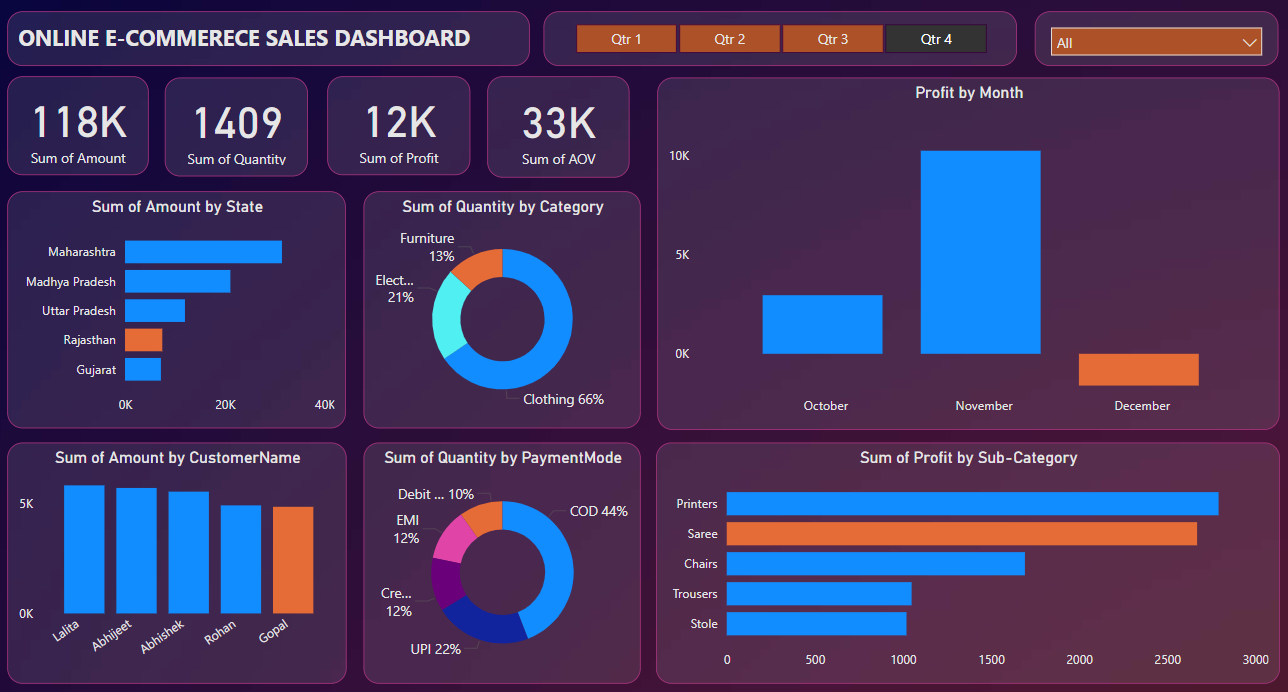 ONLINE E-COMMERECE SALES DASHBOARD
Qtr 1
Qtr 2
Qtr 3
Qtr 4
All
118K
Sum of Amount
1409
Sum of Quantity
12K
Sum of Profit
33K
Sum of AOV
Profit by Month
10K
5K
0K
October
November
December
Sum of Amount by State
Maharashtra
Madhya Pradesh
Uttar Pradesh
Rajasthan
Gujarat
0K
20K
40K
Sum of Quantity by Category
Furniture
13%
Elect...
21%
Clothing 66%
Sum of Amount by CustomerName
5K
0K
Lalita
Abhijeet
Abhishek
Rohan
Gopal
Sum of Quantity by PaymentMode
Debit ... 10%
COD 44%
EMI
12%
Cre...
12%
UPI 22%
Sum of Profit by Sub-Category
Printers
Saree
Chairs
Trousers
Stole
0
500
1000
1500
2000
2500
3000